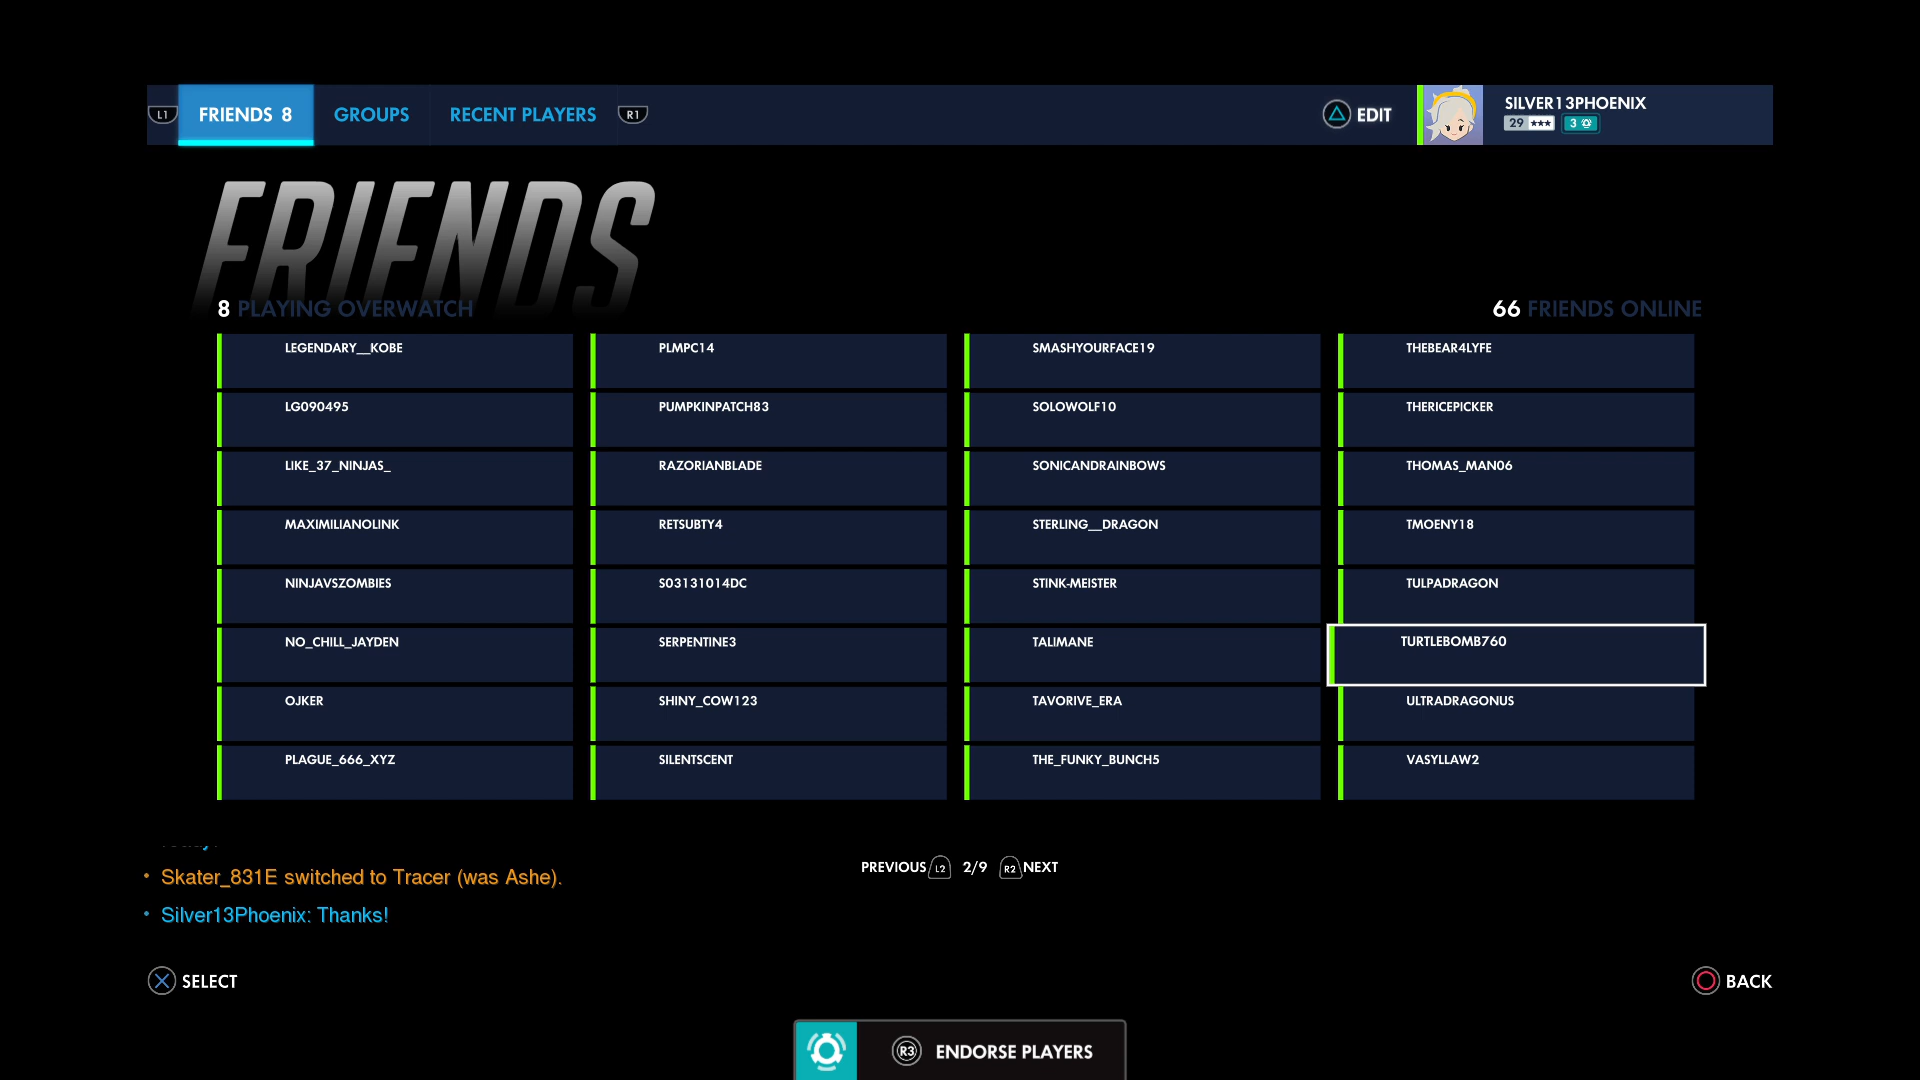 L1 FRIENDS 8 GROUPS RECENT PLAYERS R1 EDIT SILVER13PHOENIX
29 3
FRIENDS
8 PLAYING OVERWATCH 66 FRIENDS ONLINE
LEGENDARY__KOBE PLMPC14 SMASHYOURFACE19 THEBEAR4LYFE
LG090495 PUMPKINPATCH83 SOLOWOLF10 THERICEPICKER
LIKE_37_NINJAS_ RAZORIANBLADE SONICANDRAINBOWS THOMAS_MAN06
MAXIMILIANOLINK RETSUBTY4 STERLING__DRAGON TMOENY18
NINJAVSZOMBIES S03131014DC STINK-MEISTER TULPADRAGON
NO_CHILL_JAYDEN SERPENTINE3 TALIMANE TURTLEBOMB760
OJKER SHINY_COW123 TAVORIVE_ERA ULTRADRAGONUS
PLAGUE_666_XYZ SILENTSCENT THE_FUNKY_BUNCH5 VASYLLAW2
PREVIOUS L2 2/9 R2 NEXT
• Skater_831E switched to Tracer (was Ashe).
• Silver13Phoenix: Thanks!
SELECT BACK
R3 ENDORSE PLAYERS